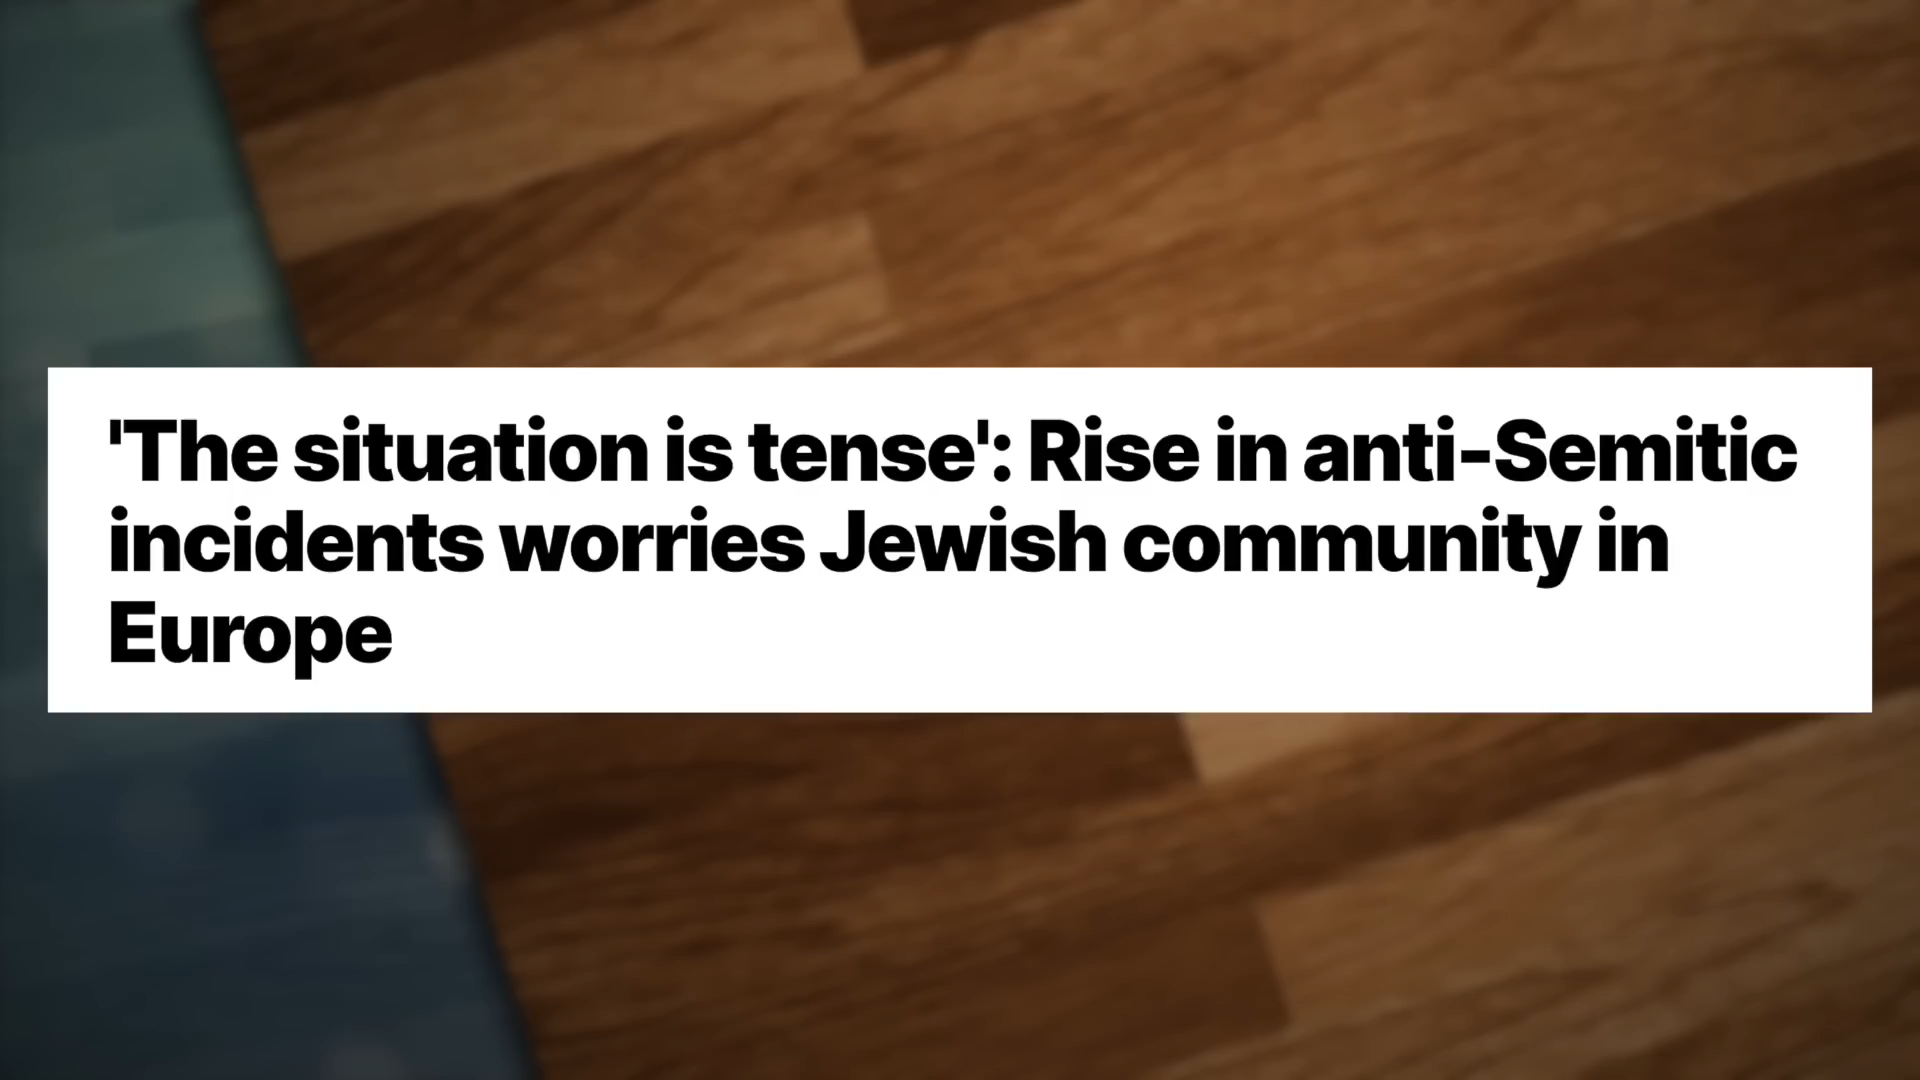 'The situation is tense': Rise in anti-Semitic
incidents worries Jewish community in
Europe